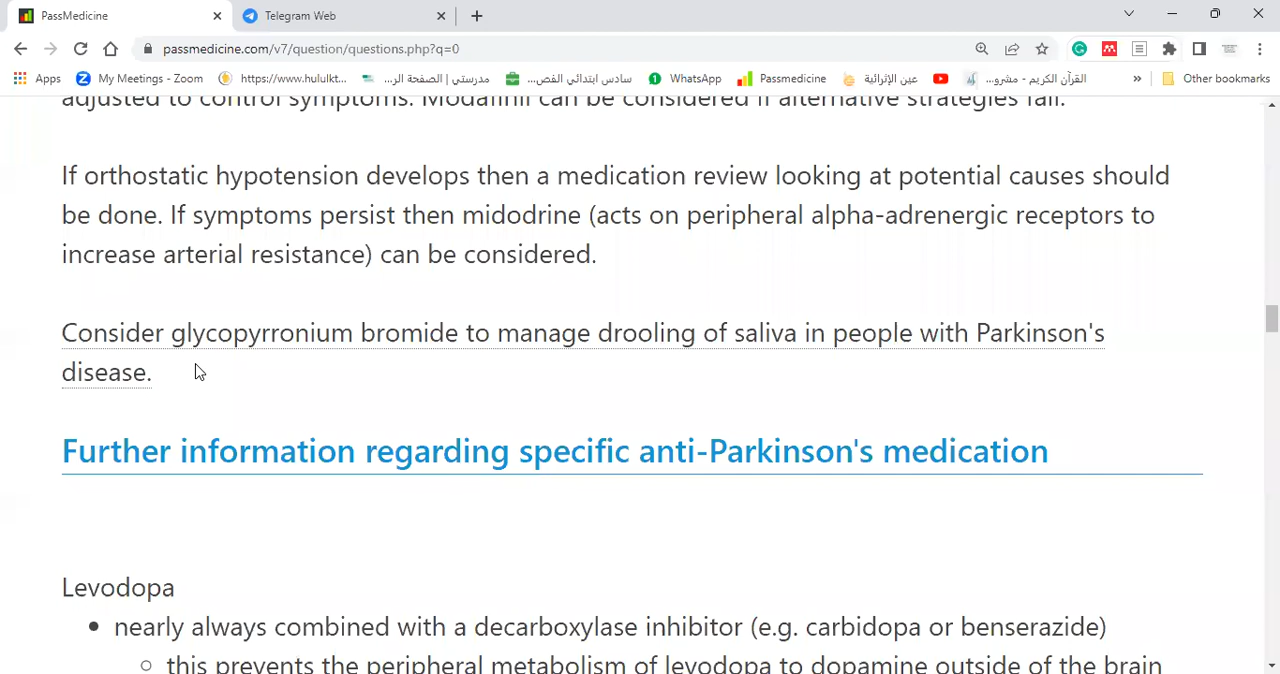 PassMedicine
Telegram Web
passmedicine.com/v7/question/questions.php?q=0
Apps
My Meetings - Zoom
https://www.hululkt...
مدرستي | الصفحة الر...
سادس ابتدائي الفص...
WhatsApp
Passmedicine
عين الإثرائية
القرآن الكريم - مشرو...
»
Other bookmarks
adjusted to control symptoms. Modafinil can be considered if alternative strategies fail.
If orthostatic hypotension develops then a medication review looking at potential causes should
be done. If symptoms persist then midodrine (acts on peripheral alpha-adrenergic receptors to
increase arterial resistance) can be considered.
Consider glycopyrronium bromide to manage drooling of saliva in people with Parkinson's
disease.
Further information regarding specific anti-Parkinson's medication
Levodopa
• nearly always combined with a decarboxylase inhibitor (e.g. carbidopa or benserazide)
○ this prevents the peripheral metabolism of levodopa to dopamine outside of the brain